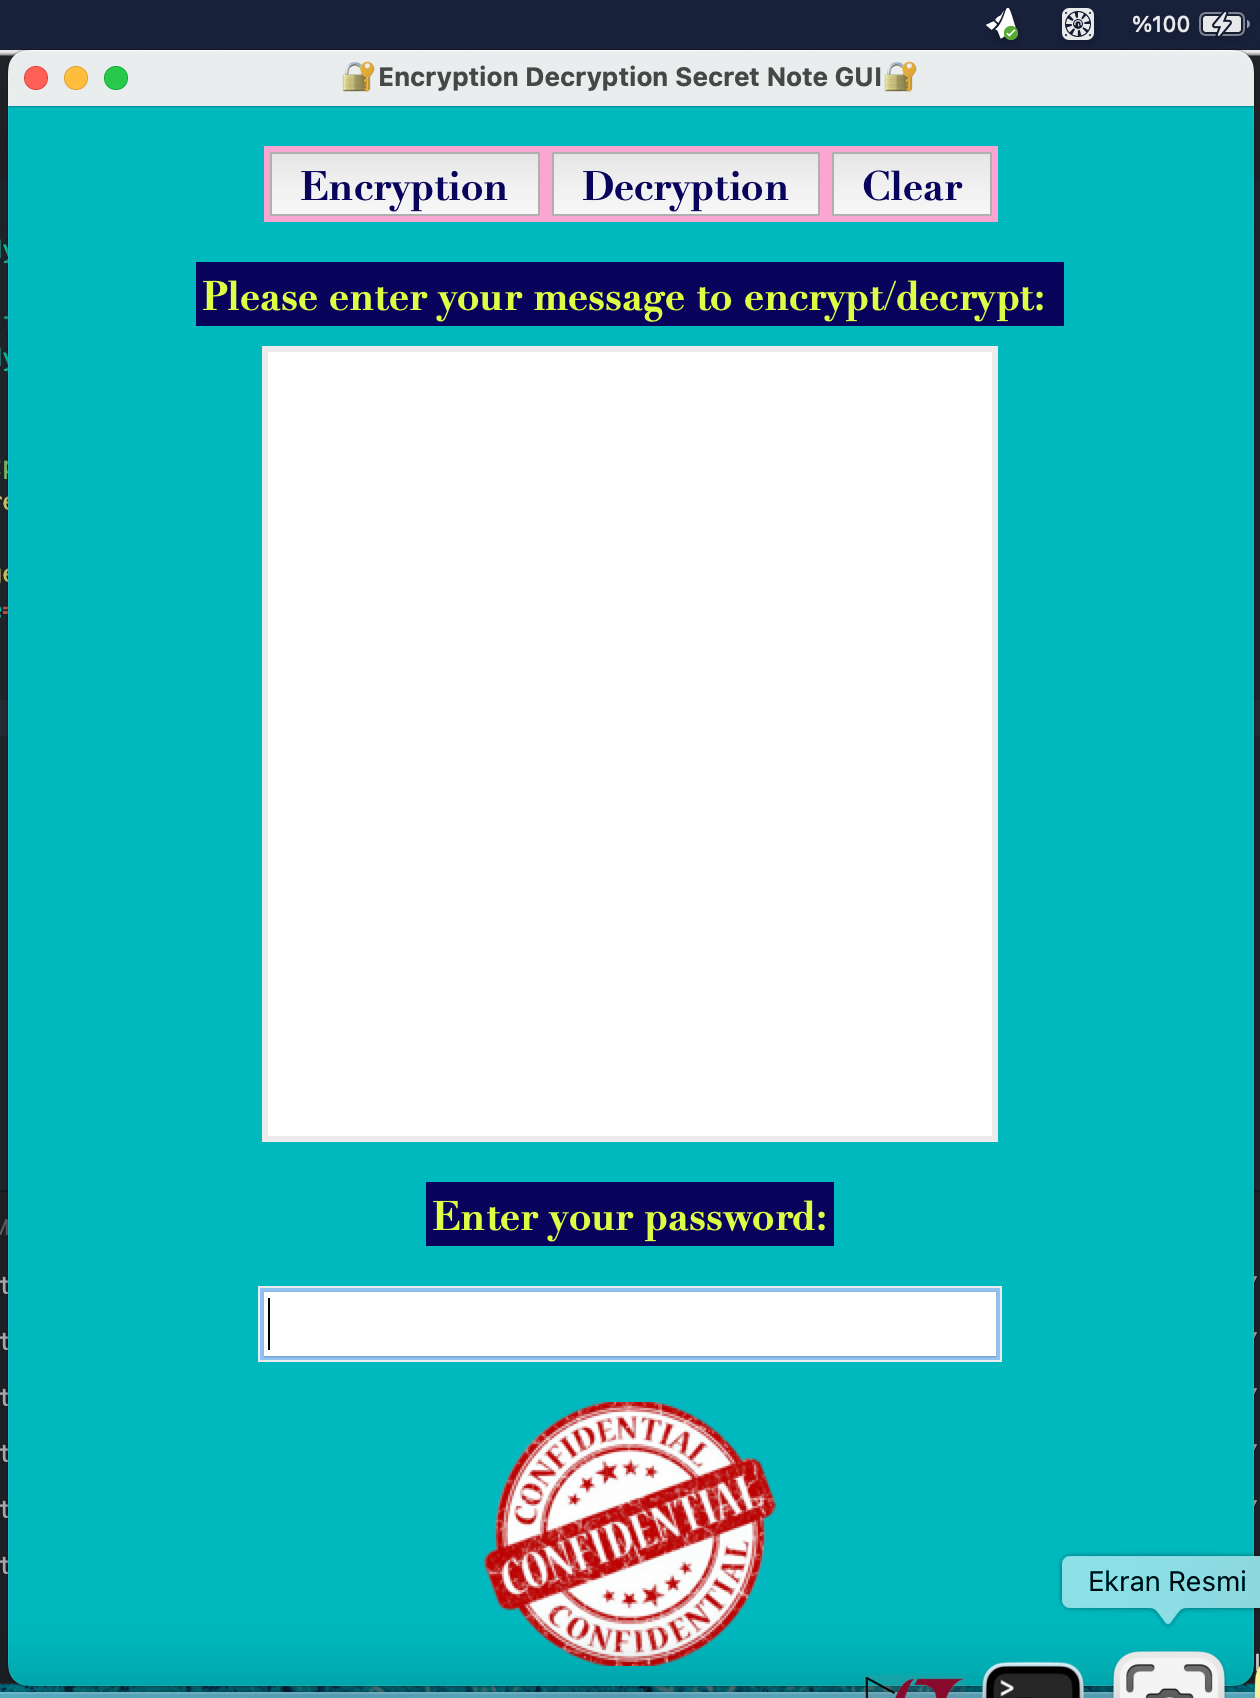 %100
🔐Encryption Decryption Secret Note GUI🔐
Encryption Decryption Clear
Please enter your message to encrypt/decrypt:
Enter your password:
CONFIDENTIAL
CONFIDENTIAL
CONFIDENTIAL
Ekran Resmi